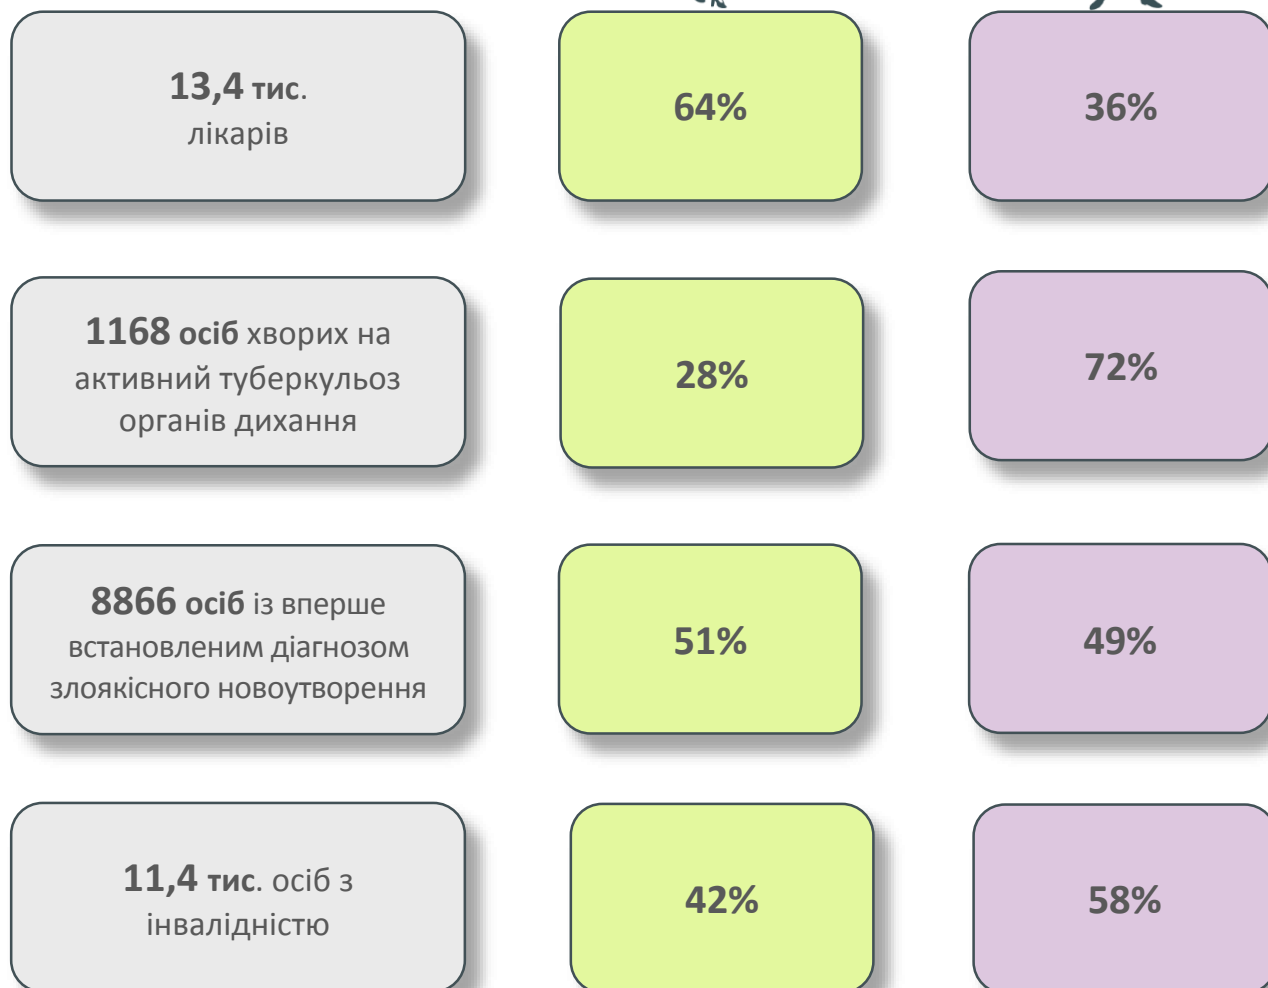 13,4 тис.
лікарів
64%
36%
1168 осіб хворих на
активний туберкульоз
органів дихання
28%
72%
8866 осіб із вперше
встановленим діагнозом
злоякісного новоутворення
51%
49%
11,4 тис. осіб з
інвалідністю
42%
58%